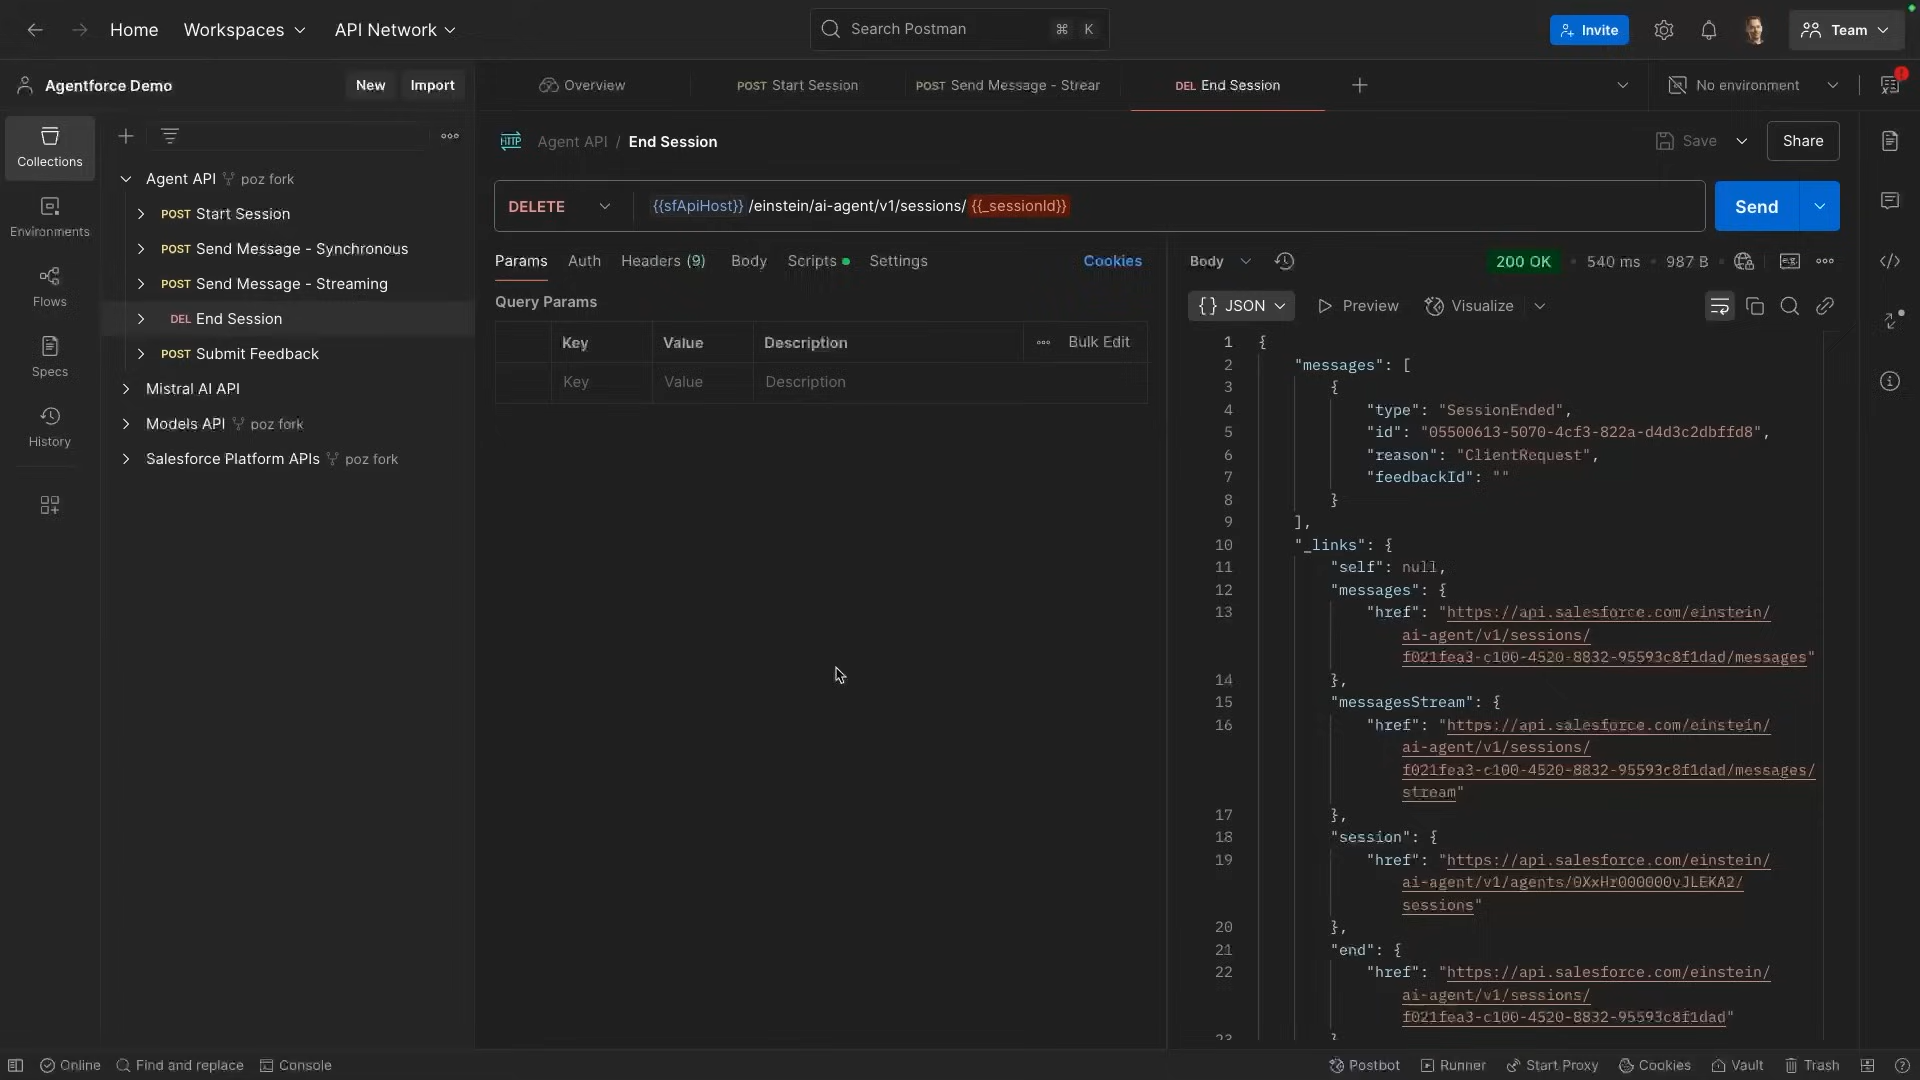 Home
Workspaces
API Network
Search Postman
⌘ K
Invite
Team
Agentforce Demo
New
Import
Overview
POST Start Session
POST Send Message - Strear
DEL End Session
No environment
Collections
Environments
Flows
Specs
History
Agent API poz fork
POST Start Session
POST Send Message - Synchronous
POST Send Message - Streaming
DEL End Session
POST Submit Feedback
Mistral AI API
Models API poz fork
Salesforce Platform APIs poz fork
HTTP Agent API / End Session
Save
Share
DELETE {{sfApiHost}}/einstein/ai-agent/v1/sessions/{{_sessionId}}
Send
Params Auth Headers (9) Body Scripts Settings Cookies
Query Params
Key Value Description Bulk Edit
Key Value Description
Body 200 OK 540 ms 987 B
{} JSON Preview Visualize
1 {
2 "messages": [
3 {
4 "type": "SessionEnded",
5 "id": "05500613-5070-4cf3-822a-d4d3c2dbffd8",
6 "reason": "ClientRequest",
7 "feedbackId": ""
8 }
9 ],
10 "_links": {
11 "self": null,
12 "messages": {
13 "href": "https://api.salesforce.com/einstein/
ai-agent/v1/sessions/
f021fea3-c100-4520-8832-95593c8f1dad/messages"
14 },
15 "messagesStream": {
16 "href": "https://api.salesforce.com/einstein/
ai-agent/v1/sessions/
f021fea3-c100-4520-8832-95593c8f1dad/messages/
stream"
17 },
18 "session": {
19 "href": "https://api.salesforce.com/einstein/
ai-agent/v1/agents/0XxHr000000vJLEKA2/
sessions"
20 },
21 "end": {
22 "href": "https://api.salesforce.com/einstein/
ai-agent/v1/sessions/
f021fea3-c100-4520-8832-95593c8f1dad"
23 }
Online
Find and replace
Console
Postbot
Runner
Start Proxy
Cookies
Vault
Trash